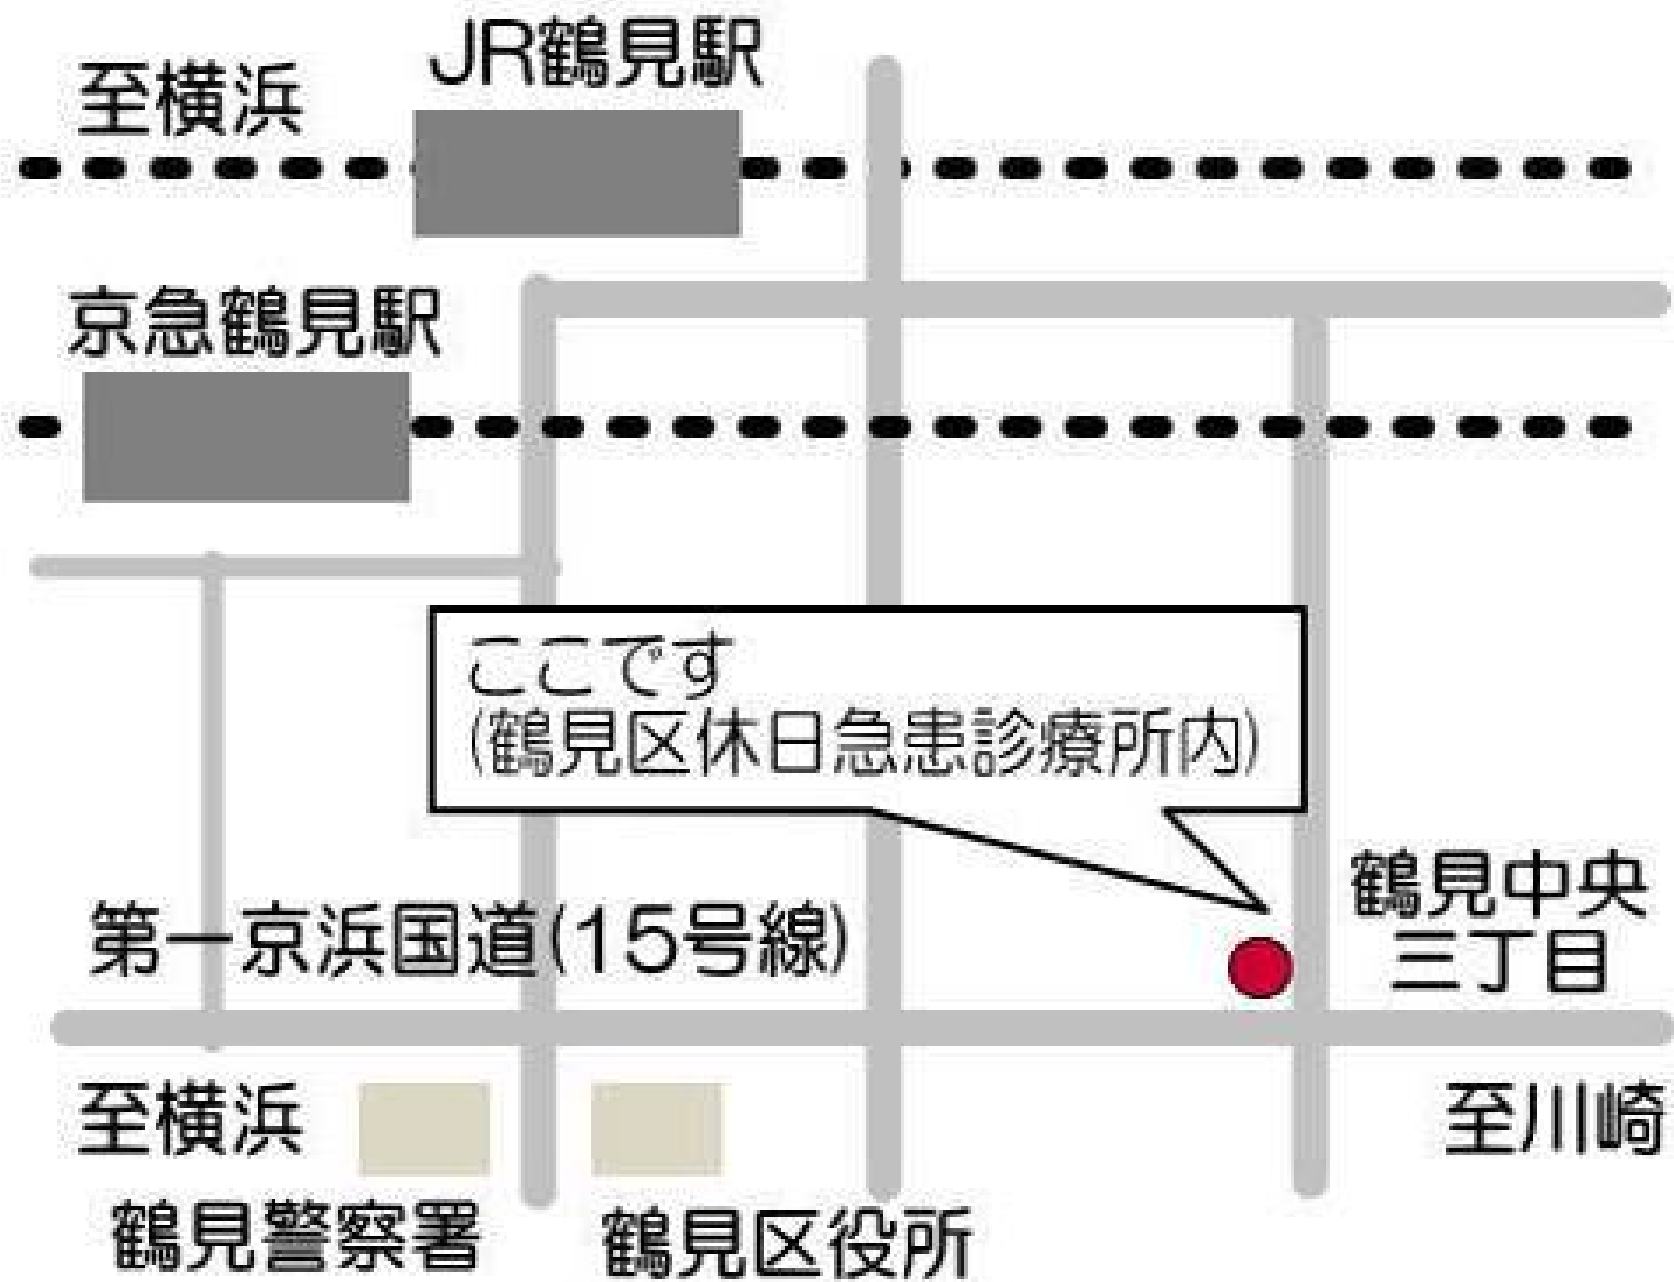 JR鶴見駅
至横浜
京急鶴見駅
ここです
(鶴見区休日急患診療所内)
鶴見中央
三丁目
第一京浜国道(15号線)
至横浜
至川崎
鶴見警察署
鶴見区役所